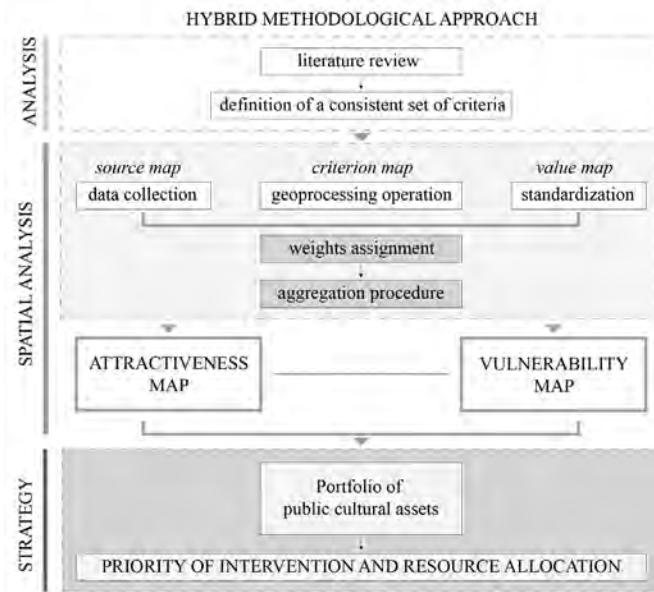 HYBRID METHODOLOGICAL APPROACH
ANALYSIS
literature review
definition of a consistent set of criteria
SPATIAL ANALYSIS
source map
criterion map
value map
data collection
geoprocessing operation
standardization
weights assignment
aggregation procedure
ATTRACTIVENESS
MAP
VULNERABILITY
MAP
STRATEGY
Portfolio of
public cultural assets
PRIORITY OF INTERVENTION AND RESOURCE ALLOCATION